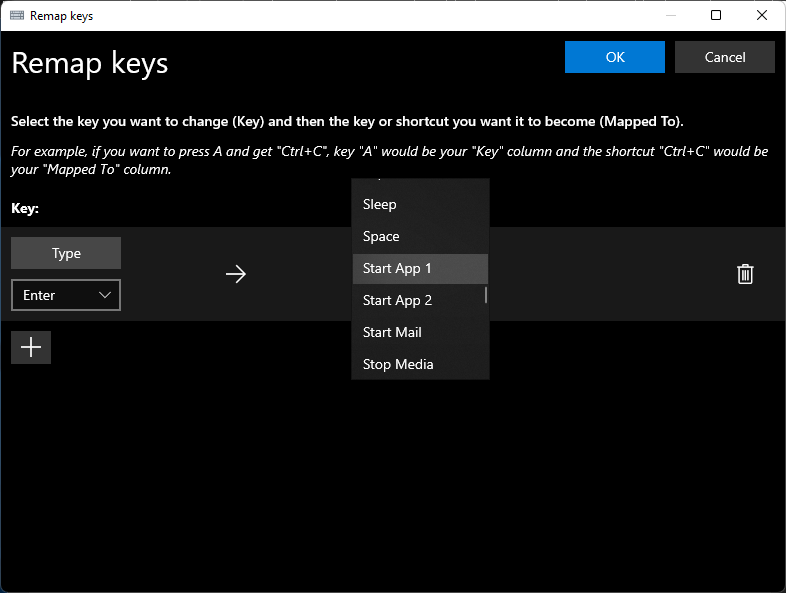 Remap keys
Remap keys
OK
Cancel
Select the key you want to change (Key) and then the key or shortcut you want it to become (Mapped To).
For example, if you want to press A and get "Ctrl+C", key "A" would be your "Key" column and the shortcut "Ctrl+C" would be
your "Mapped To" column.
Key:
Sleep
Space
Type
Start App 1
Enter
Start App 2
Start Mail
Stop Media